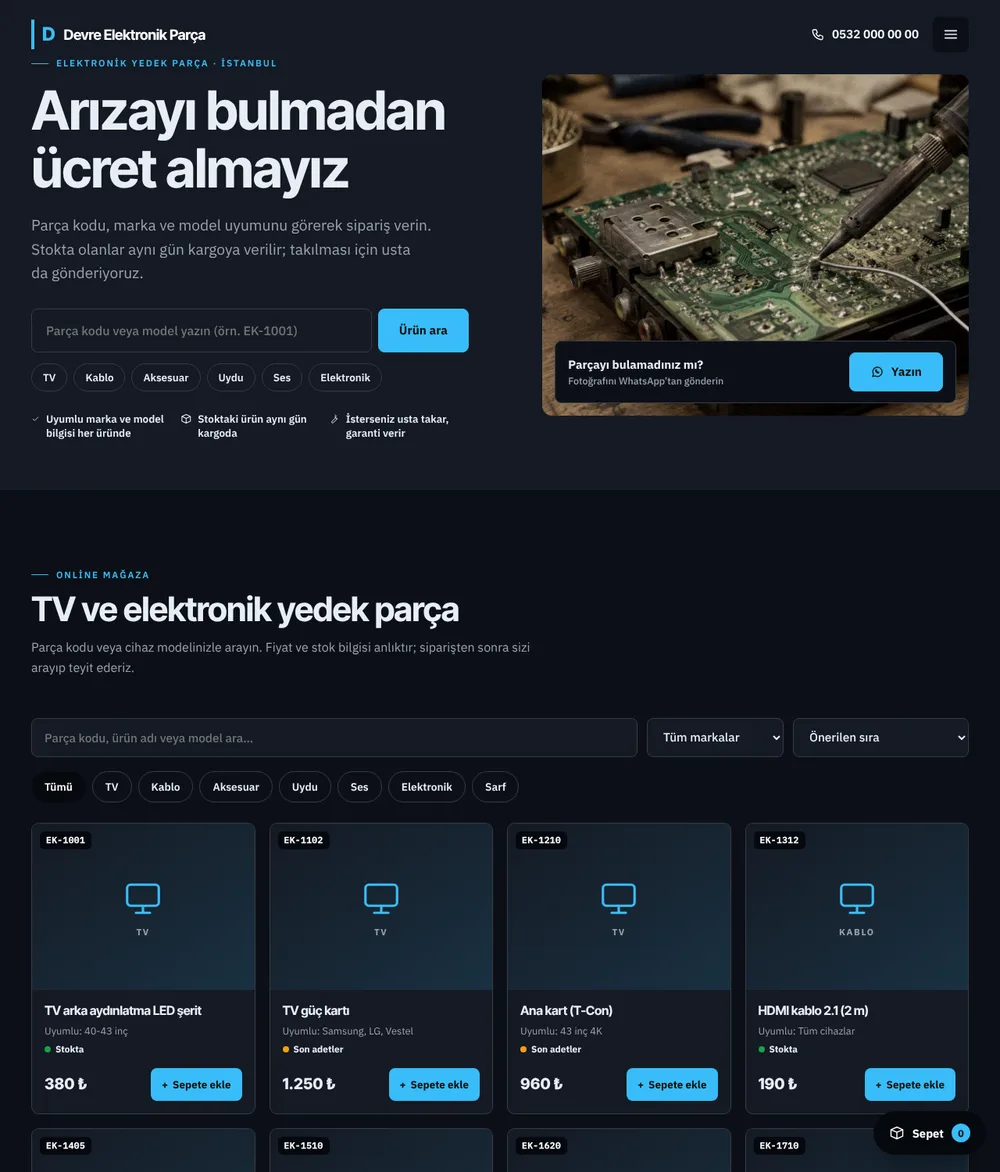 D Devre Elektronik Parça
0532 000 00 00
ELEKTRONİK YEDEK PARÇA · İSTANBUL
Arızayı bulmadan
ücret almayız
Parça kodu, marka ve model uyumunu görerek sipariş verin.
Stokta olanlar aynı gün kargoya verilir; takılması için usta
da gönderiyoruz.
Parça kodu veya model yazın (örn. EK-1001)
Ürün ara
TV
Kablo
Aksesuar
Uydu
Ses
Elektronik
Uyumlu marka ve model
bilgisi her üründe
Stoktaki ürün aynı gün
kargoda
İsterseniz usta takar,
garanti verir
Parçayı bulamadınız mı?
Fotoğrafını WhatsApp'tan gönderin
Yazın
ONLİNE MAĞAZA
TV ve elektronik yedek parça
Parça kodu veya cihaz modelinizle arayın. Fiyat ve stok bilgisi anlıktır; siparişten sonra sizi
arayıp teyit ederiz.
Parça kodu, ürün adı veya model ara...
Tüm markalar
Önerilen sıra
Tümü
TV
Kablo
Aksesuar
Uydu
Ses
Elektronik
Sarf
EK-1001
TV
TV arka aydınlatma LED şerit
Uyumlu: 40-43 inç
Stokta
380 ₺
+ Sepete ekle
EK-1102
TV
TV güç kartı
Uyumlu: Samsung, LG, Vestel
Son adetler
1.250 ₺
+ Sepete ekle
EK-1210
TV
Ana kart (T-Con)
Uyumlu: 43 inç 4K
Son adetler
960 ₺
+ Sepete ekle
EK-1312
KABLO
HDMI kablo 2.1 (2 m)
Uyumlu: Tüm cihazlar
Stokta
190 ₺
+ Sepete ekle
EK-1405
EK-1510
EK-1620
EK-1710
Sepet 0